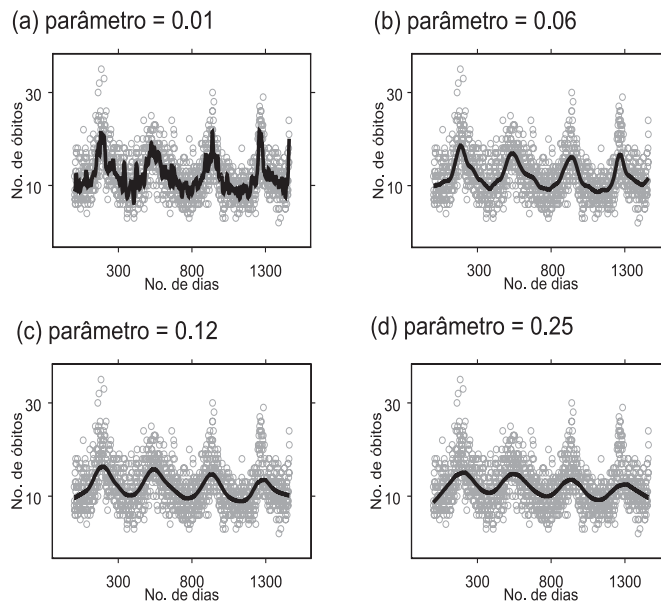 (a) parâmetro = 0.01
No. de óbitos
30
10
300 800 1300
No. de dias
(b) parâmetro = 0.06
No. de óbitos
30
10
300 800 1300
No. de dias
(c) parâmetro = 0.12
No. de óbitos
30
10
300 800 1300
No. de dias
(d) parâmetro = 0.25
No. de óbitos
30
10
300 800 1300
No. de dias